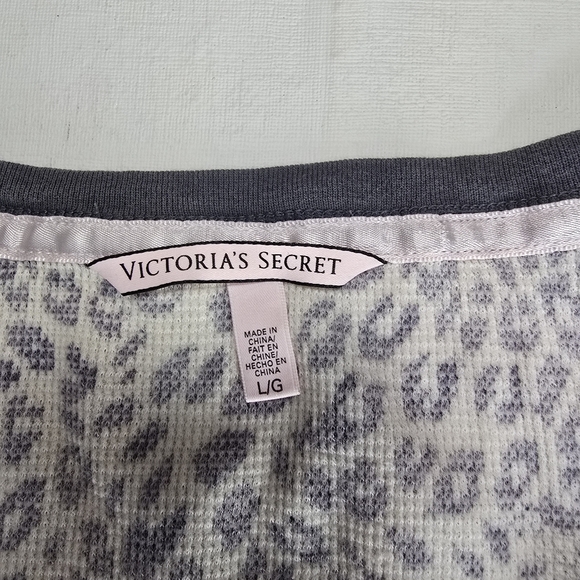 VICTORIA'S SECRET
MADE IN
CHINA/
FAIT EN
CHINE/
HECHO EN
CHINA
L/G